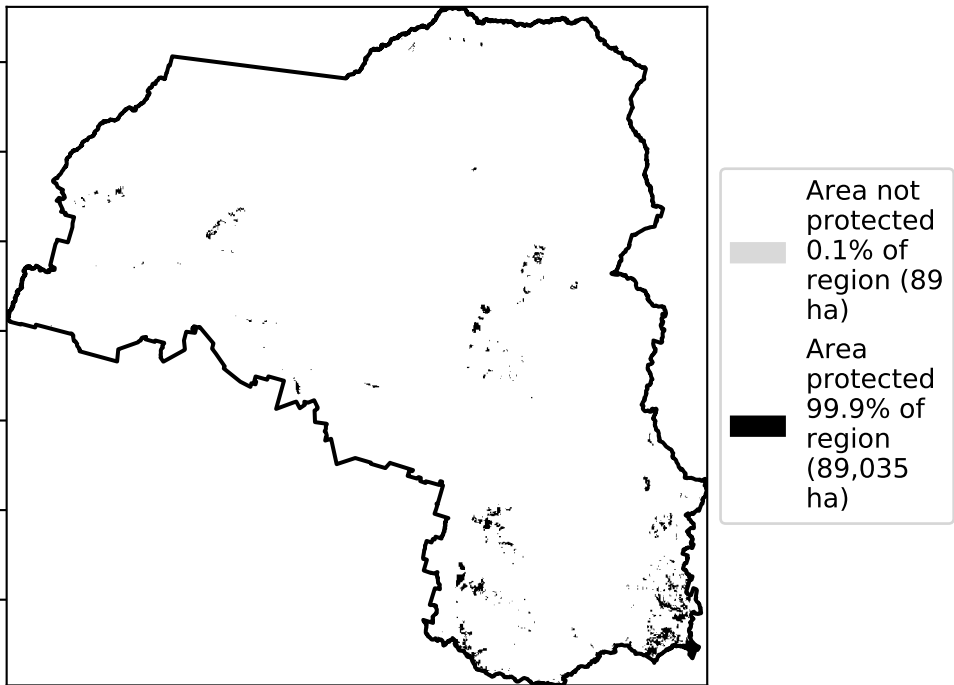 Area not
protected
0.1% of
region (89
ha)
Area
protected
99.9% of
region
(89,035
ha)